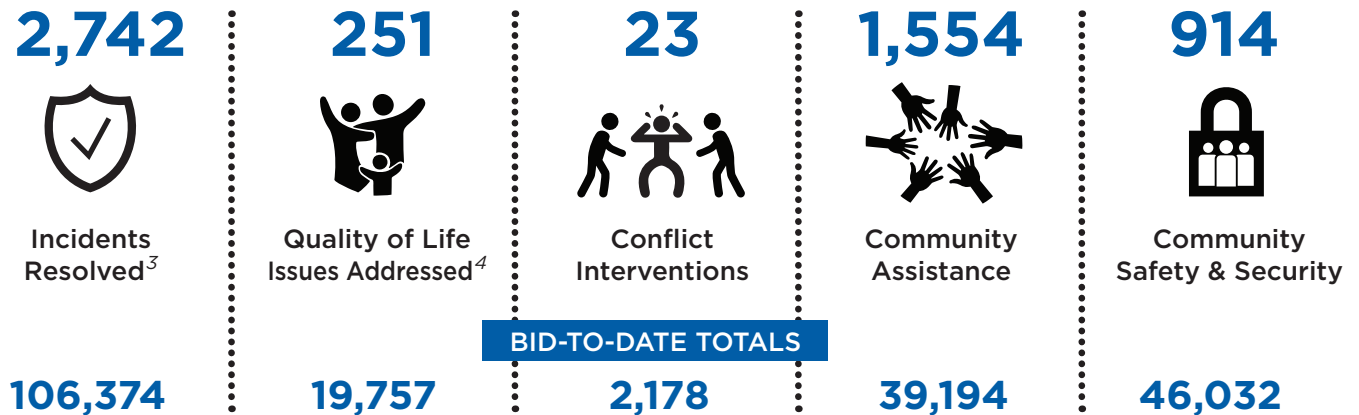 2,742
251
23
1,554
914
Incidents
Resolved3
Quality of Life
Issues Addressed4
Conflict
Interventions
Community
Assistance
Community
Safety & Security
BID-TO-DATE TOTALS
106,374
19,757
2,178
39,194
46,032